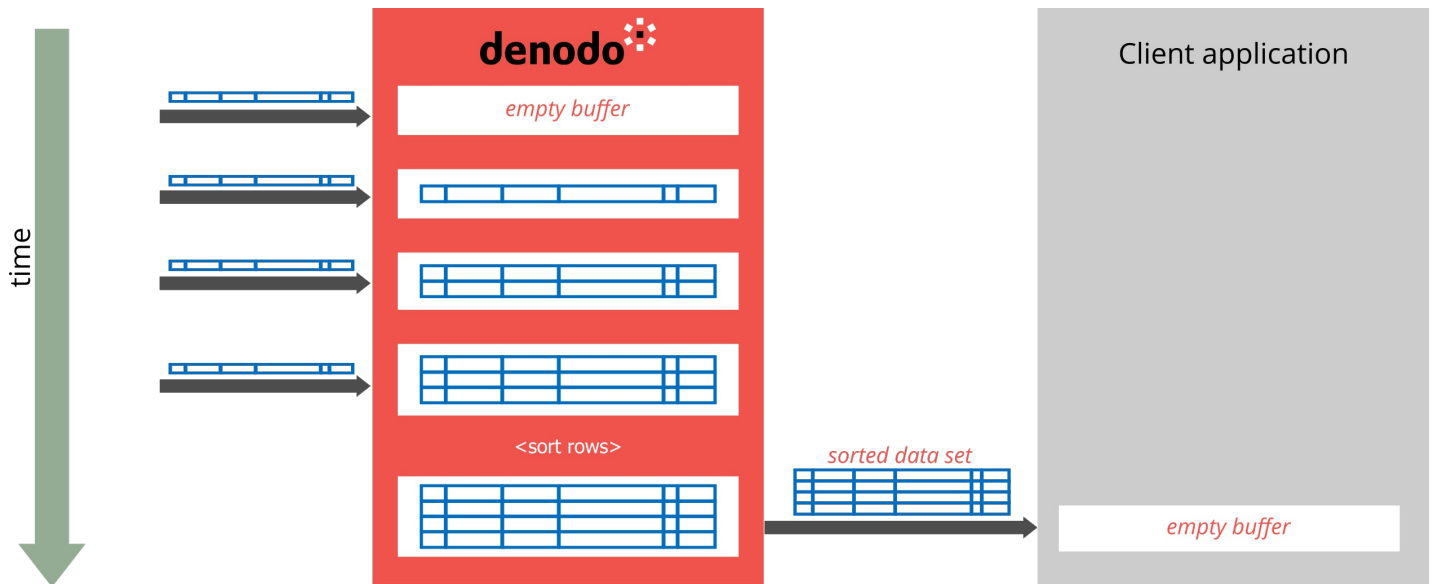 denodo
Client application
empty buffer
time
<sort rows>
sorted data set
empty buffer